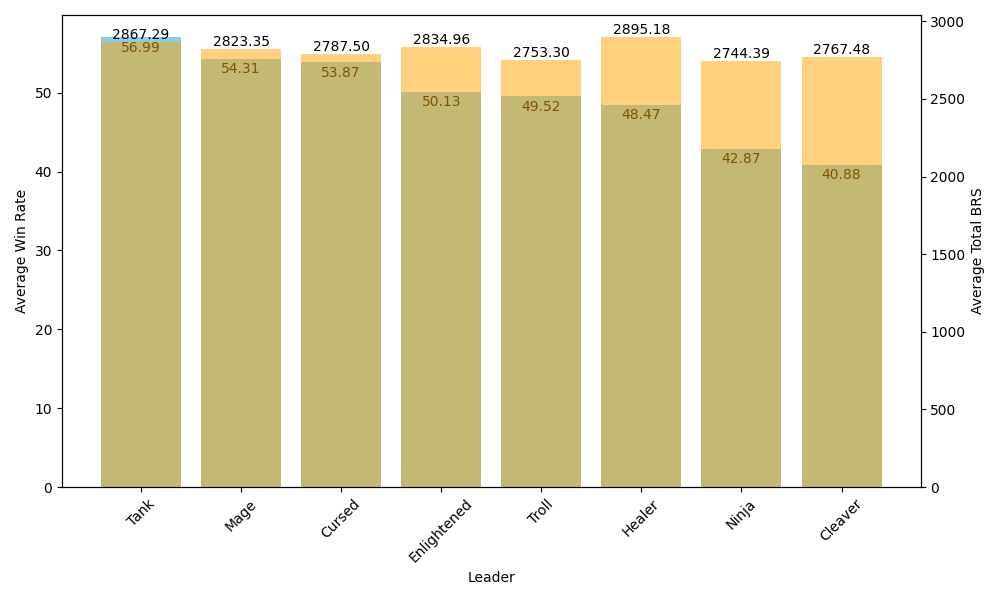 2867.29
2823.35
2787.50
2834.96
2753.30
2895.18
2744.39
2767.48
56.99
54.31
53.87
50.13
49.52
48.47
42.87
40.88
Average Win Rate
50
40
30
20
10
0
3000
2500
2000
1500
1000
500
0
Average Total BRS
Tank
Mage
Cursed
Enlightened
Troll
Healer
Ninja
Cleaver
Leader